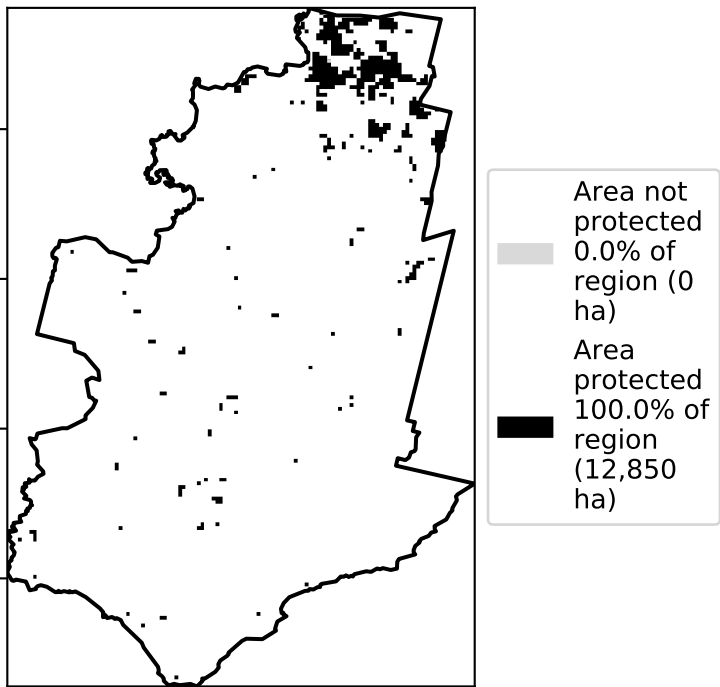 Area not
protected
0.0% of
region (0
ha)
Area
protected
100.0% of
region
(12,850
ha)